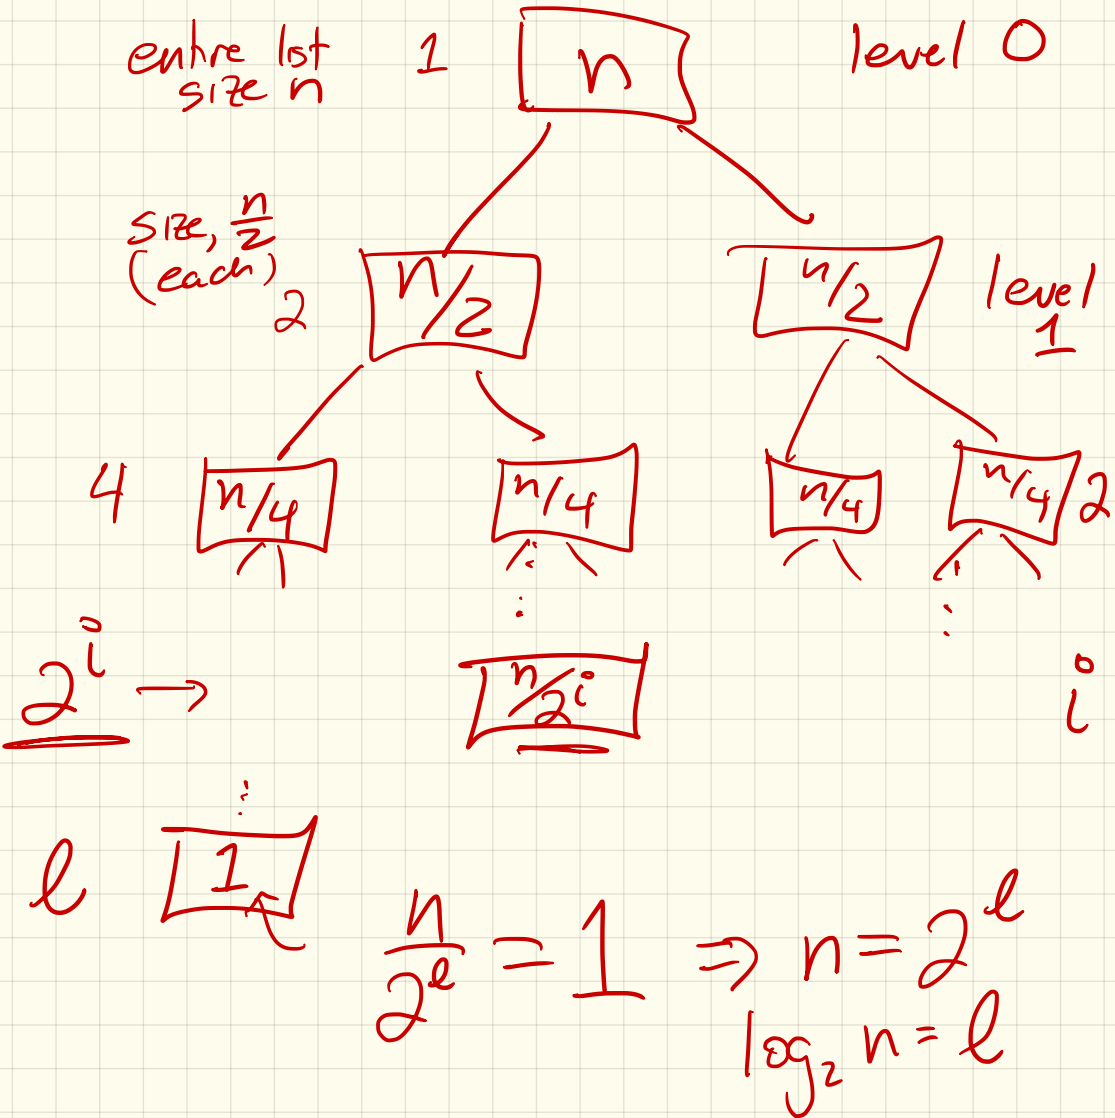 entire list 1 n level 0
size n
size, n/2
(each)
2 n/2 n/2 level
1
4 n/4 n/4 n/4 n/4 2
2^i → n/2^i i
l 1
n/2^l = 1 ⇒ n = 2^l
log₂ n = l